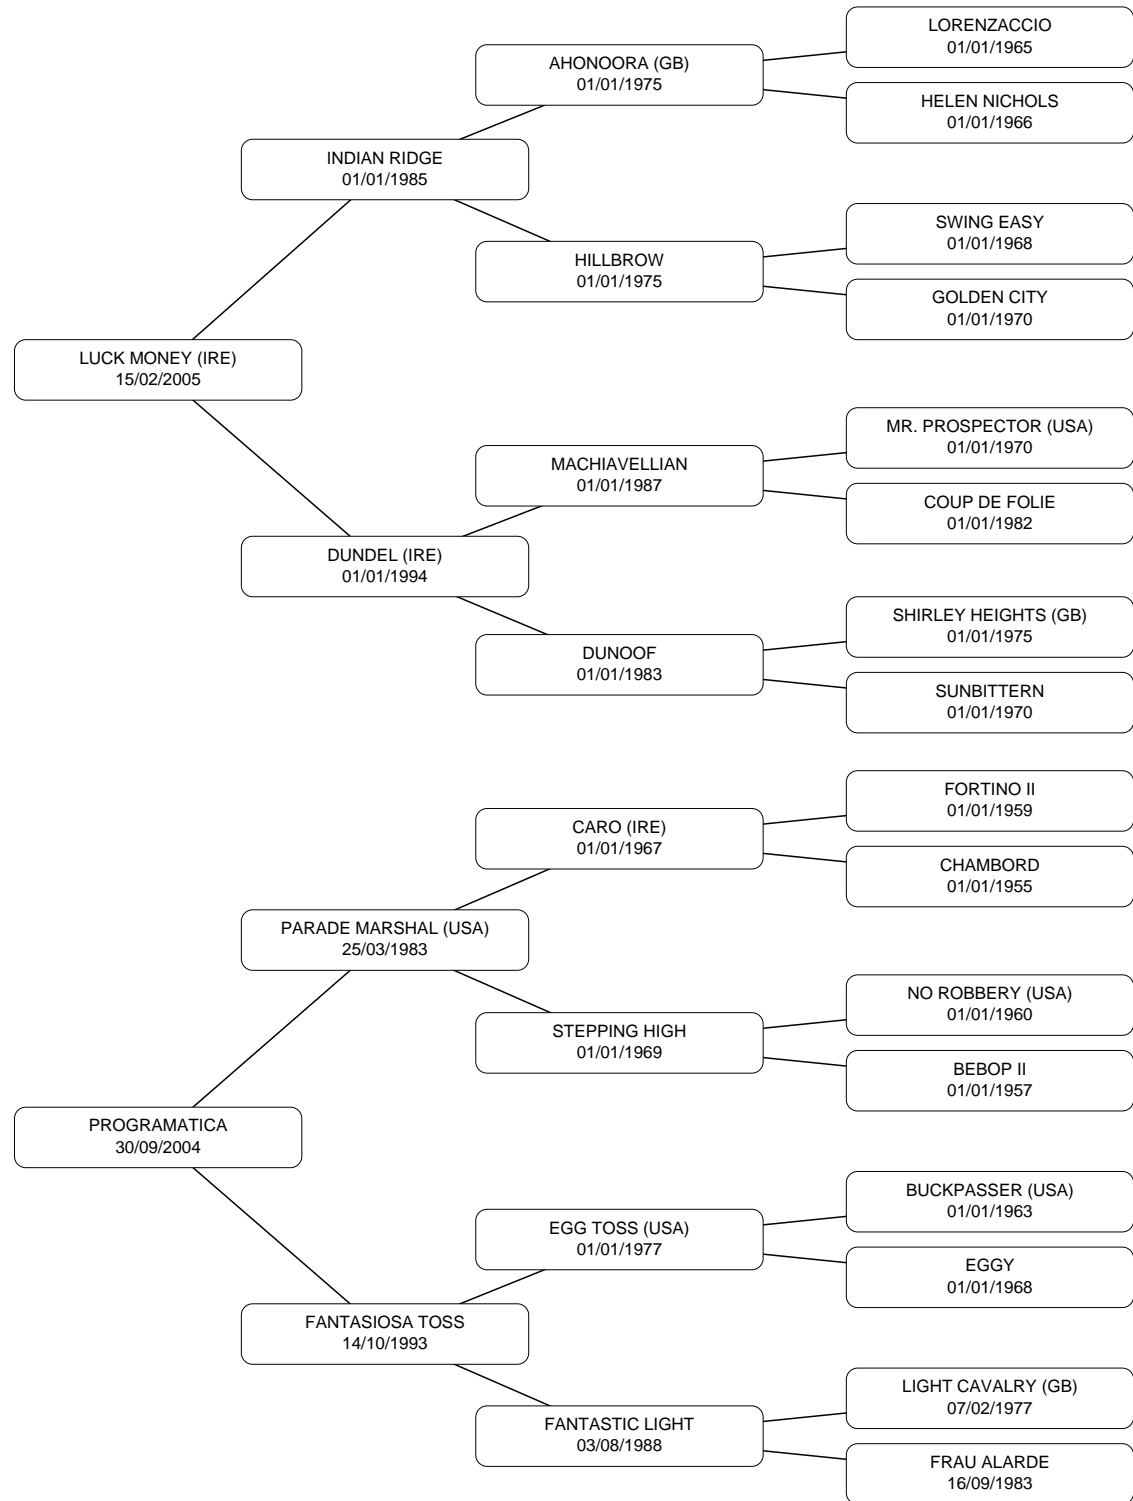 LORENZACCIO
01/01/1965
AHONOORA (GB)
01/01/1975
HELEN NICHOLS
01/01/1966
INDIAN RIDGE
01/01/1985
SWING EASY
01/01/1968
HILLBROW
01/01/1975
GOLDEN CITY
01/01/1970
LUCK MONEY (IRE)
15/02/2005
MR. PROSPECTOR (USA)
01/01/1970
MACHIAVELLIAN
01/01/1987
COUP DE FOLIE
01/01/1982
DUNDEL (IRE)
01/01/1994
SHIRLEY HEIGHTS (GB)
01/01/1975
DUNOOF
01/01/1983
SUNBITTERN
01/01/1970
FORTINO II
01/01/1959
CARO (IRE)
01/01/1967
CHAMBORD
01/01/1955
PARADE MARSHAL (USA)
25/03/1983
NO ROBBERY (USA)
01/01/1960
STEPPING HIGH
01/01/1969
BEBOP II
01/01/1957
PROGRAMATICA
30/09/2004
BUCKPASSER (USA)
01/01/1963
EGG TOSS (USA)
01/01/1977
EGGY
01/01/1968
FANTASIOSA TOSS
14/10/1993
LIGHT CAVALRY (GB)
07/02/1977
FANTASTIC LIGHT
03/08/1988
FRAU ALARDE
16/09/1983